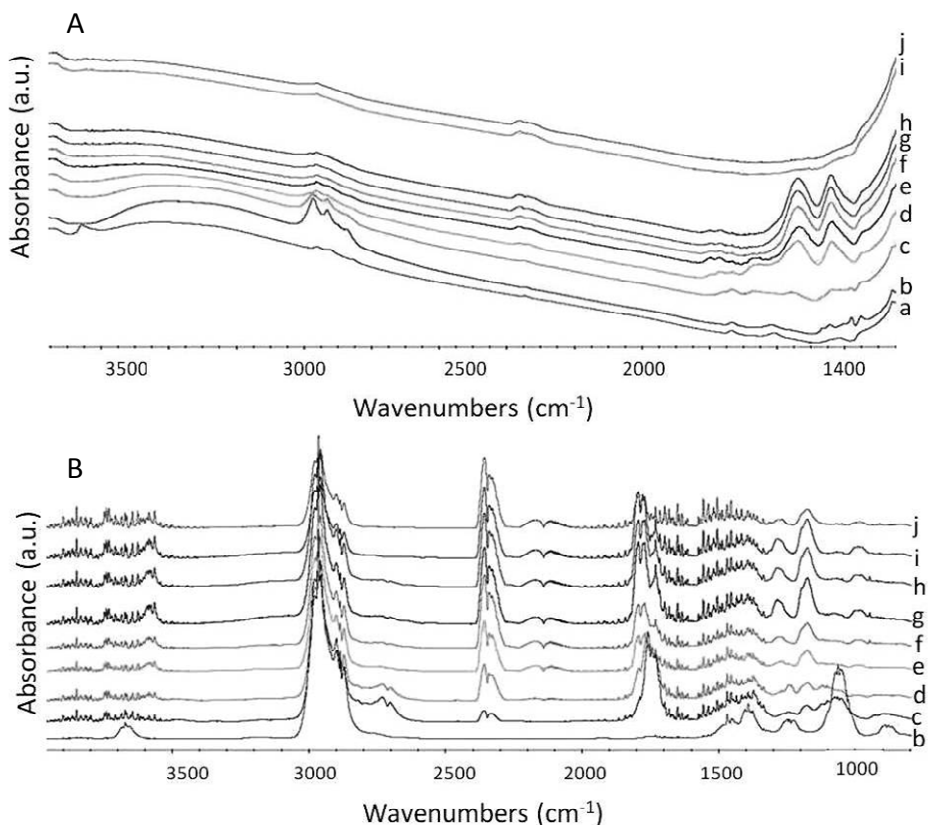 A
Absorbance (a.u.)
j
i
h
g
f
e
d
c
b
a
3500 3000 2500 2000 1400
Wavenumbers (cm-1)
B
Absorbance (a.u.)
j
i
h
g
f
e
d
c
b
3500 3000 2500 2000 1500 1000
Wavenumbers (cm-1)